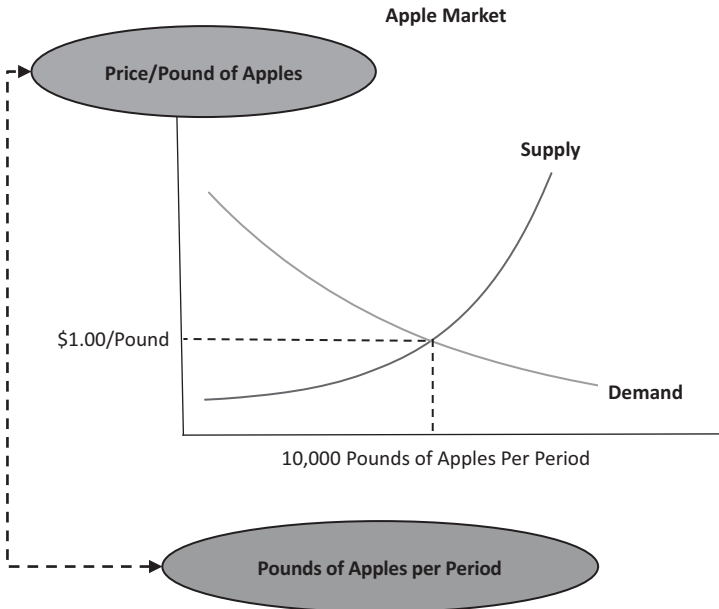 Apple Market
Price/Pound of Apples
Supply
$1.00/Pound
Demand
10,000 Pounds of Apples Per Period
Pounds of Apples per Period